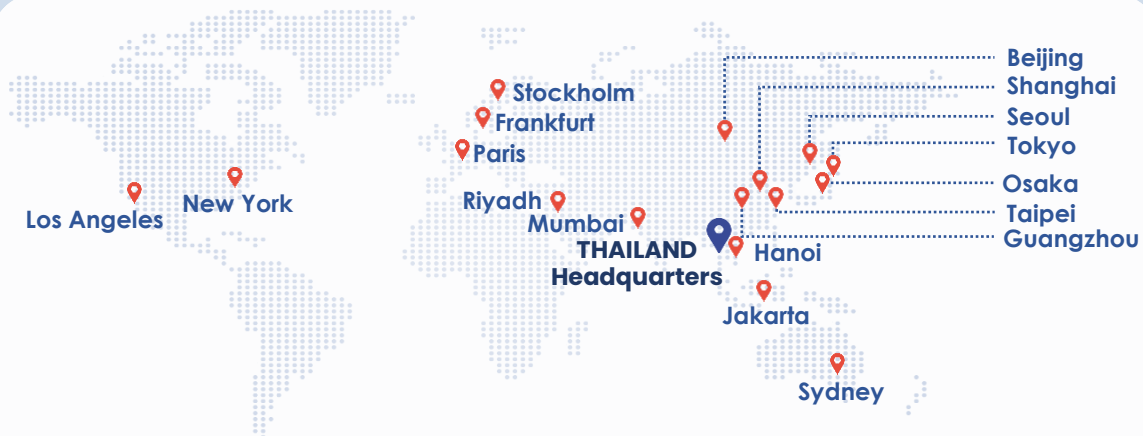 Beijing
Shanghai
Stockholm
Seoul
Frankfurt
Tokyo
Paris
Osaka
Riyadh
New York
Los Angeles
Mumbai
Taipei
Guangzhou
THAILAND
Hanoi
Headquarters
Jakarta
Sydney